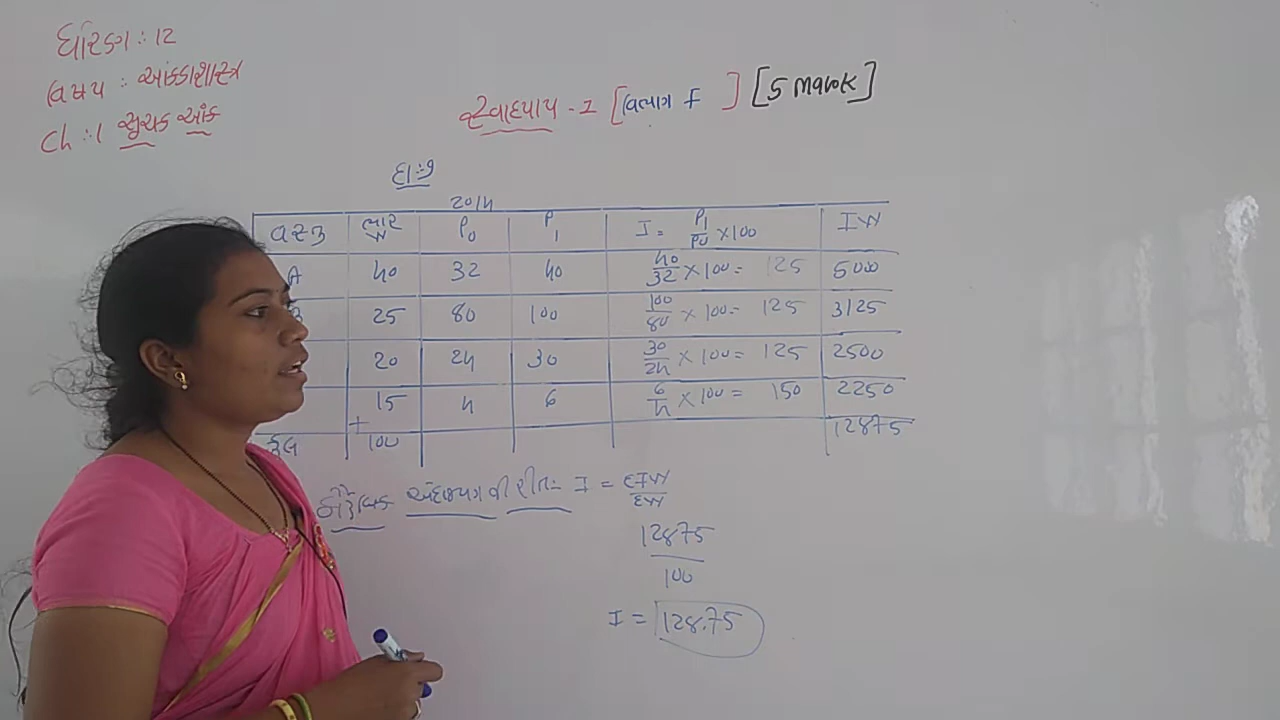 ધોરણ : 12
વિષય : આંકડાશાસ્ત્ર
Ch : 1 સૂચક આંક
સ્વાધ્યાય - 1 [વિભાગ F] [5 Mark]
દા:-9
2014
વસ્તુ ભાર W P0 P1 I = P1/P0 × 100 IW
A 40 32 40 40/32 × 100 = 125 5000
B 25 80 100 100/80 × 100 = 125 3125
20 24 30 30/24 × 100 = 125 2500
15 4 6 6/4 × 100 = 150 2250
કુલ + 100 12875
કૌટુંબિક અંદાજપત્રની રીત:- I = ΣIW/ΣW
12875
100
I = 128.75